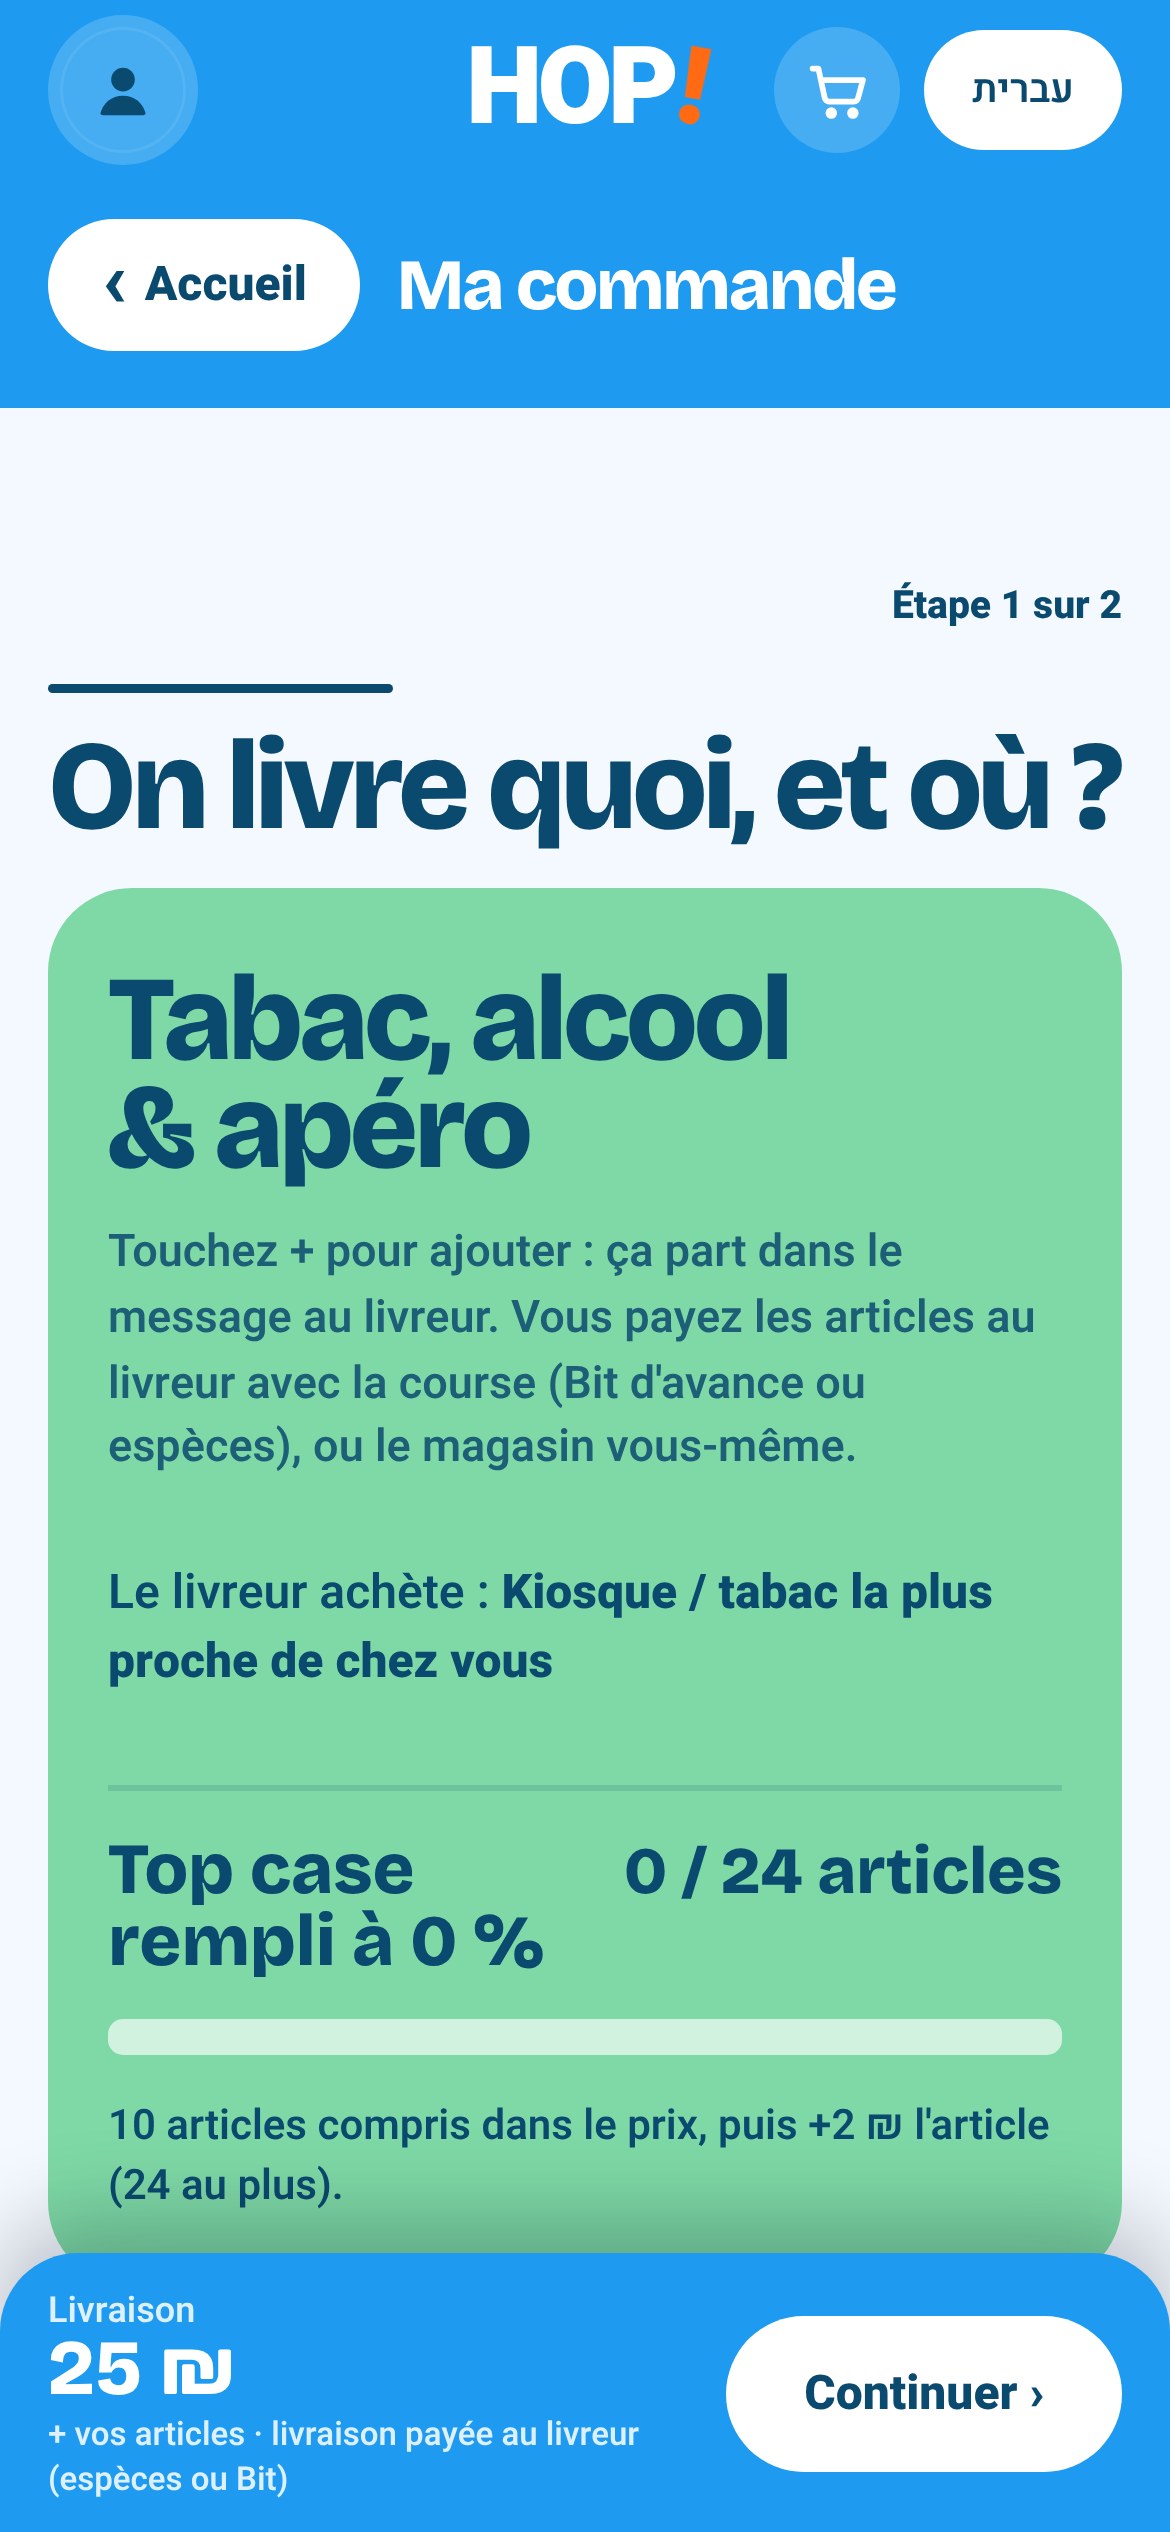 HOP!
עברית
‹ Accueil
Ma commande
Étape 1 sur 2
On livre quoi, et où ?
Tabac, alcool
& apéro
Touchez + pour ajouter : ça part dans le
message au livreur. Vous payez les articles au
livreur avec la course (Bit d'avance ou
espèces), ou le magasin vous-même.
Le livreur achète : Kiosque / tabac la plus
proche de chez vous
Top case
rempli à 0 %
0 / 24 articles
10 articles compris dans le prix, puis +2 ₪ l'article
(24 au plus).
Livraison
25 ₪
+ vos articles · livraison payée au livreur
(espèces ou Bit)
Continuer ›